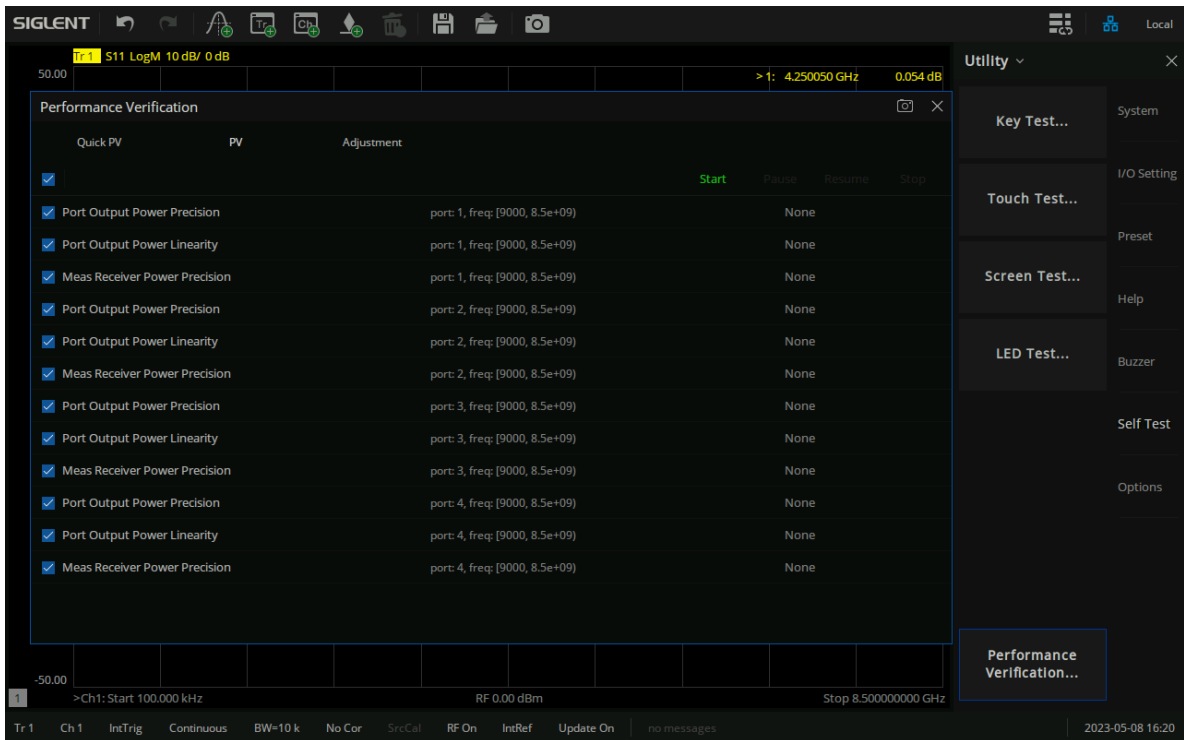 SIGLENT Tr Ch Local
Tr 1 S11 LogM 10 dB/ 0 dB
50.00
> 1: 4.250050 GHz 0.054 dB
Utility
Performance Verification
Quick PV PV Adjustment
Start Pause Resume Stop
Port Output Power Precision port: 1, freq: [9000, 8.5e+09) None
Port Output Power Linearity port: 1, freq: [9000, 8.5e+09) None
Meas Receiver Power Precision port: 1, freq: [9000, 8.5e+09) None
Port Output Power Precision port: 2, freq: [9000, 8.5e+09) None
Port Output Power Linearity port: 2, freq: [9000, 8.5e+09) None
Meas Receiver Power Precision port: 2, freq: [9000, 8.5e+09) None
Port Output Power Precision port: 3, freq: [9000, 8.5e+09) None
Port Output Power Linearity port: 3, freq: [9000, 8.5e+09) None
Meas Receiver Power Precision port: 3, freq: [9000, 8.5e+09) None
Port Output Power Precision port: 4, freq: [9000, 8.5e+09) None
Port Output Power Linearity port: 4, freq: [9000, 8.5e+09) None
Meas Receiver Power Precision port: 4, freq: [9000, 8.5e+09) None
Key Test...
Touch Test...
Screen Test...
LED Test...
Performance
Verification...
System
I/O Setting
Preset
Help
Buzzer
Self Test
Options
-50.00
1 >Ch1: Start 100.000 kHz RF 0.00 dBm Stop 8.500000000 GHz
Tr 1 Ch 1 IntTrig Continuous BW=10 k No Cor SrcCal RF On IntRef Update On no messages 2023-05-08 16:20